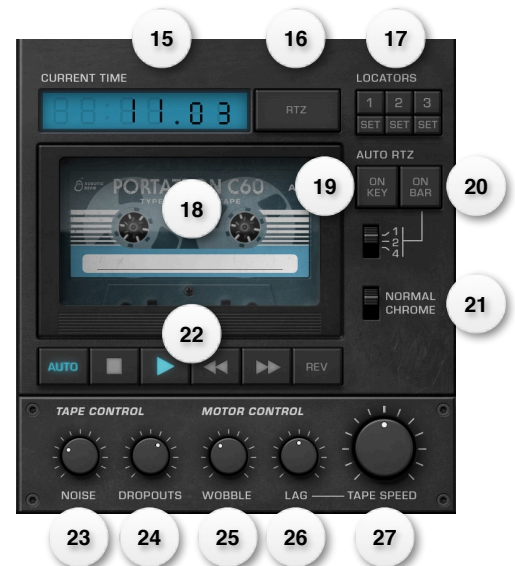 15
16
17
CURRENT TIME
LOCATORS
11.03
RTZ
1 2 3
SET SET SET
AUTO RTZ
PORTATRON C60
18
19
ON KEY
ON BAR
20
1
2
4
NORMAL
CHROME
21
22
AUTO
REV
TAPE CONTROL
MOTOR CONTROL
NOISE
DROPOUTS
WOBBLE
LAG
TAPE SPEED
23
24
25
26
27